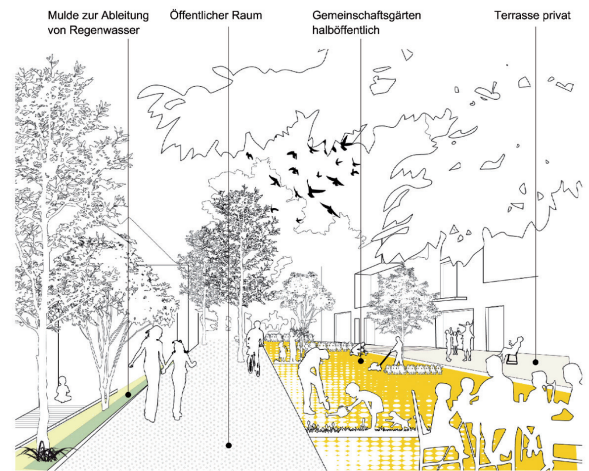 Mulde zur Ableitung
von Regenwasser
Öffentlicher Raum
Gemeinschaftsgärten
halböffentlich
Terrasse privat